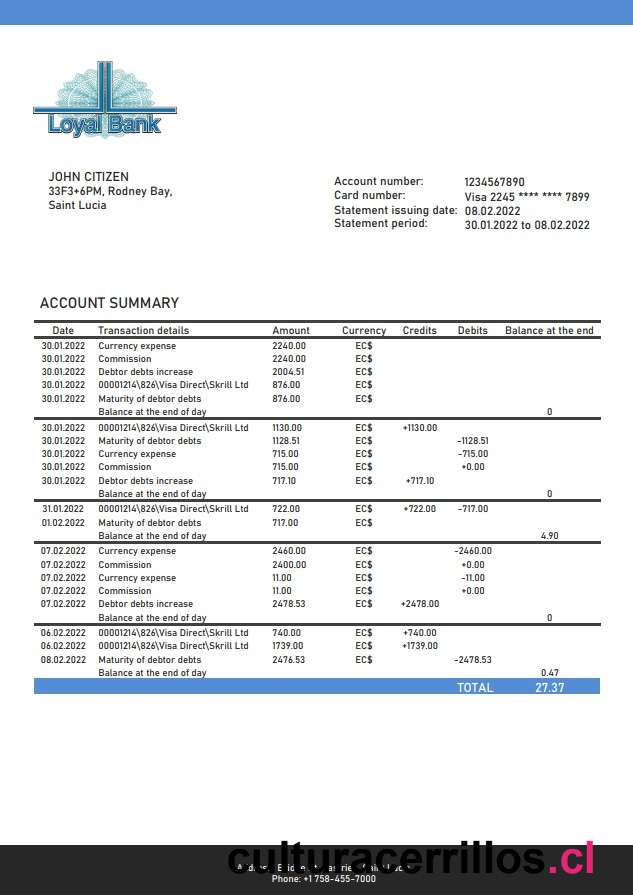 Loyal Bank
JOHN CITIZEN
33F3+6PM, Rodney Bay,
Saint Lucia
Account number: 1234567890
Card number: Visa 2245 **** **** 7899
Statement issuing date: 08.02.2022
Statement period: 30.01.2022 to 08.02.2022
ACCOUNT SUMMARY
Date Transaction details Amount Currency Credits Debits Balance at the end
30.01.2022 Currency expense 2240.00 EC$
30.01.2022 Commission 2240.00 EC$
30.01.2022 Debtor debts increase 2004.51 EC$
30.01.2022 00001214\826\Visa Direct\Skrill Ltd 876.00 EC$
30.01.2022 Maturity of debtor debts 876.00 EC$
Balance at the end of day 0
30.01.2022 00001214\826\Visa Direct\Skrill Ltd 1130.00 EC$ +1130.00
30.01.2022 Maturity of debtor debts 1128.51 EC$ -1128.51
30.01.2022 Currency expense 715.00 EC$ -715.00
30.01.2022 Commission 715.00 EC$ +0.00
30.01.2022 Debtor debts increase 717.10 EC$ +717.10
Balance at the end of day 0
31.01.2022 00001214\826\Visa Direct\Skrill Ltd 722.00 EC$ +722.00 -717.00
01.02.2022 Maturity of debtor debts 717.00 EC$
Balance at the end of day 4.90
07.02.2022 Currency expense 2460.00 EC$ -2460.00
07.02.2022 Commission 2400.00 EC$ +0.00
07.02.2022 Currency expense 11.00 EC$ -11.00
07.02.2022 Commission 11.00 EC$ +0.00
07.02.2022 Debtor debts increase 2478.53 EC$ +2478.00
Balance at the end of day 0
06.02.2022 00001214\826\Visa Direct\Skrill Ltd 740.00 EC$ +740.00
06.02.2022 00001214\826\Visa Direct\Skrill Ltd 1739.00 EC$ +1739.00
08.02.2022 Maturity of debtor debts 2476.53 EC$ -2478.53
Balance at the end of day 0.47
TOTAL 27.37
culturacerrillos.cl
Phone: +1 758-455-7000